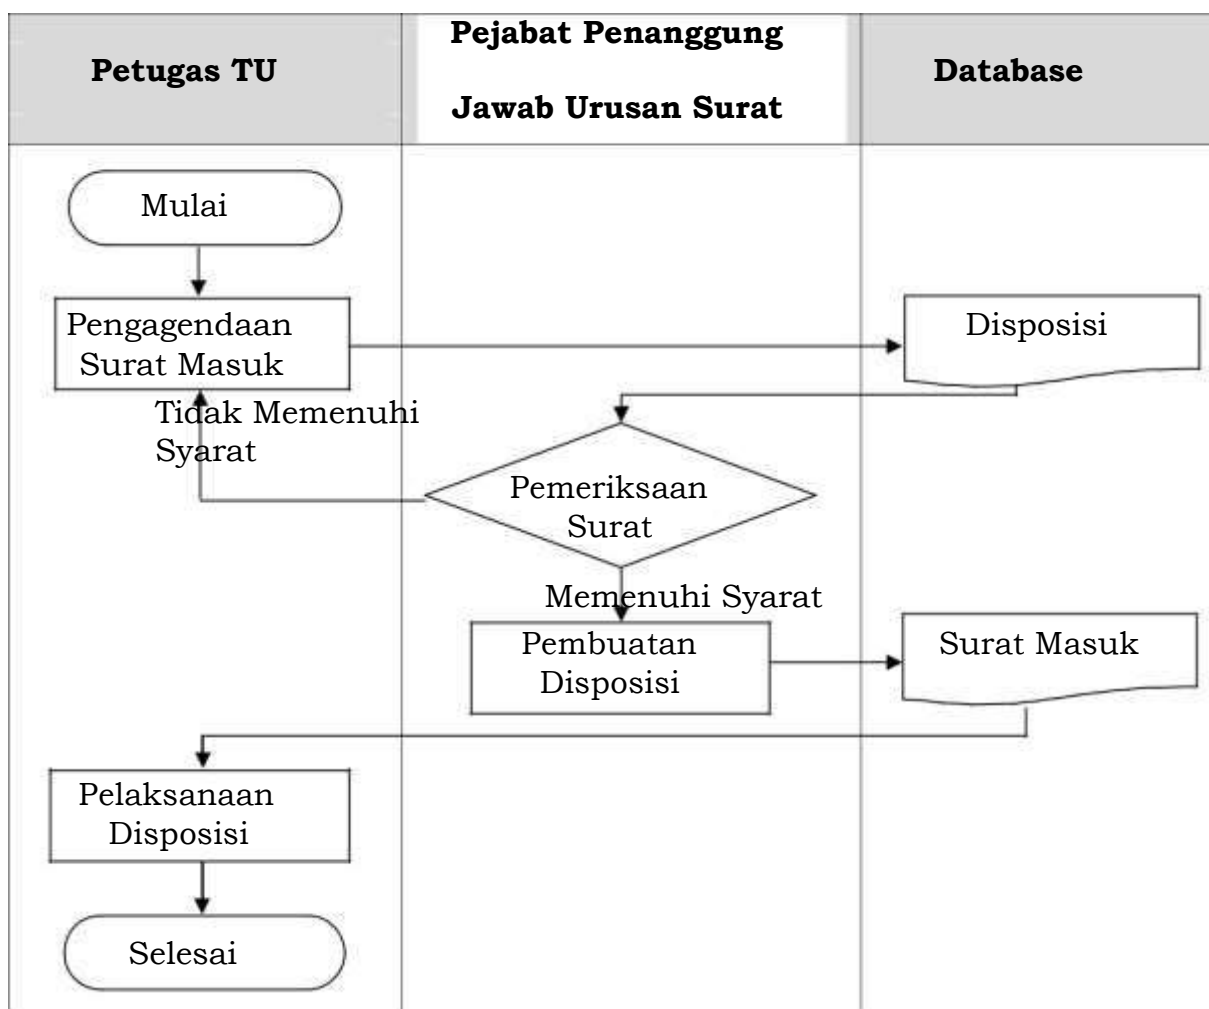 Petugas TU
Pejabat Penanggung
Jawab Urusan Surat
Database
Mulai
Pengagendaan
Surat Masuk
Disposisi
Tidak Memenuhi
Syarat
Pemeriksaan
Surat
Memenuhi Syarat
Pembuatan
Disposisi
Surat Masuk
Pelaksanaan
Disposisi
Selesai